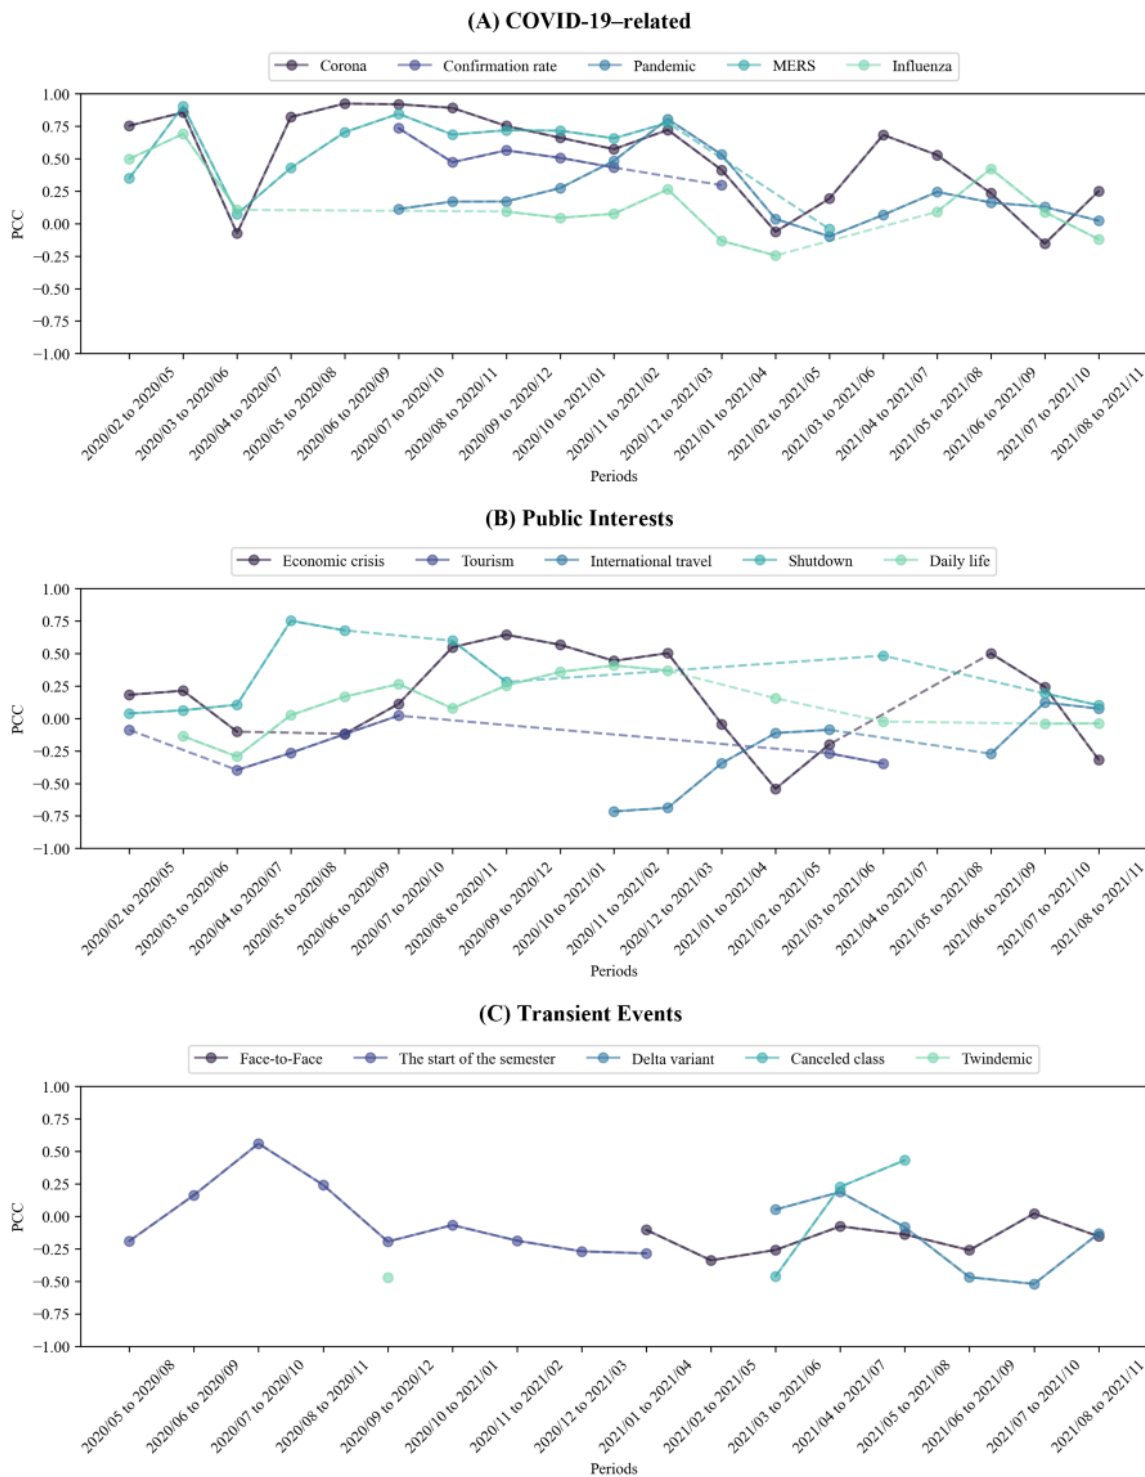 (A) COVID-19–related
Corona Confirmation rate Pandemic MERS Influenza
1.00
0.75
0.50
0.25
0.00
−0.25
−0.50
−0.75
−1.00
PCC
2020/02 to 2020/05
2020/03 to 2020/06
2020/04 to 2020/07
2020/05 to 2020/08
2020/06 to 2020/09
2020/07 to 2020/10
2020/08 to 2020/11
2020/09 to 2020/12
2020/10 to 2021/01
2020/11 to 2021/02
2020/12 to 2021/03
2021/01 to 2021/04
2021/02 to 2021/05
2021/03 to 2021/06
2021/04 to 2021/07
2021/05 to 2021/08
2021/06 to 2021/09
2021/07 to 2021/10
2021/08 to 2021/11
Periods
(B) Public Interests
Economic crisis Tourism International travel Shutdown Daily life
1.00
0.75
0.50
0.25
0.00
−0.25
−0.50
−0.75
−1.00
PCC
2020/02 to 2020/05
2020/03 to 2020/06
2020/04 to 2020/07
2020/05 to 2020/08
2020/06 to 2020/09
2020/07 to 2020/10
2020/08 to 2020/11
2020/09 to 2020/12
2020/10 to 2021/01
2020/11 to 2021/02
2020/12 to 2021/03
2021/01 to 2021/04
2021/02 to 2021/05
2021/03 to 2021/06
2021/04 to 2021/07
2021/05 to 2021/08
2021/06 to 2021/09
2021/07 to 2021/10
2021/08 to 2021/11
Periods
(C) Transient Events
Face-to-Face The start of the semester Delta variant Canceled class Twindemic
1.00
0.75
0.50
0.25
0.00
−0.25
−0.50
−0.75
−1.00
PCC
2020/05 to 2020/08
2020/06 to 2020/09
2020/07 to 2020/10
2020/08 to 2020/11
2020/09 to 2020/12
2020/10 to 2021/01
2020/11 to 2021/02
2020/12 to 2021/03
2021/01 to 2021/04
2021/02 to 2021/05
2021/03 to 2021/06
2021/04 to 2021/07
2021/05 to 2021/08
2021/06 to 2021/09
2021/07 to 2021/10
2021/08 to 2021/11
Periods